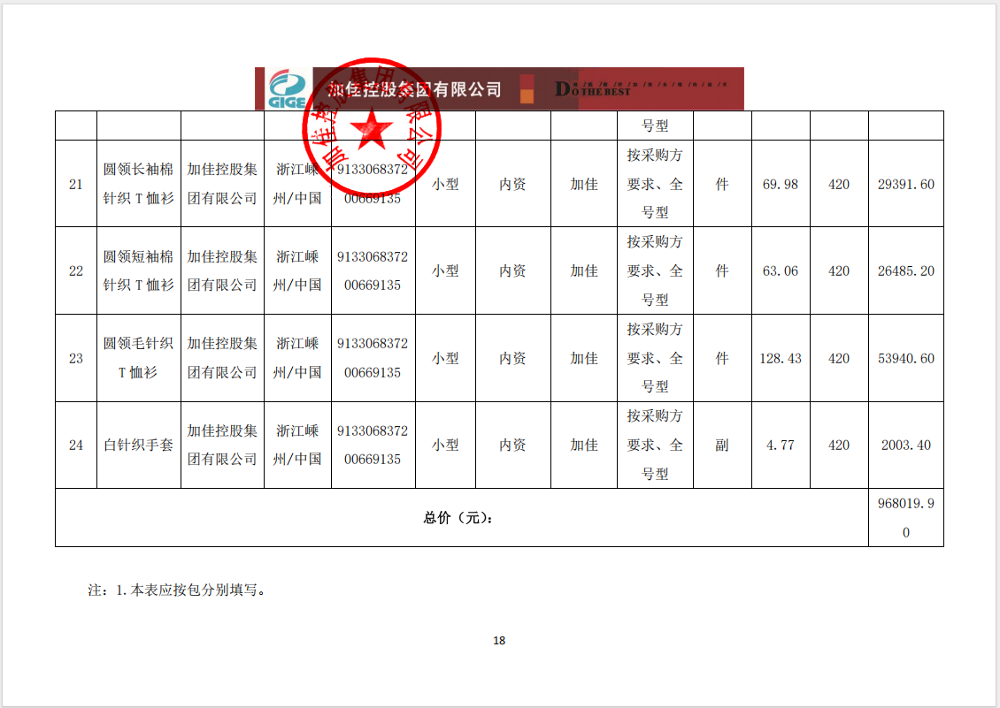 GIGE 加佳控股集团有限公司 DO THE BEST
加佳控股集团有限公司
号型
21 圆领长袖棉针织 T 恤衫 加佳控股集团有限公司 浙江嵊州/中国 913306837200669135 小型 内资 加佳 按采购方要求、全号型 件 69.98 420 29391.60
22 圆领短袖棉针织 T 恤衫 加佳控股集团有限公司 浙江嵊州/中国 913306837200669135 小型 内资 加佳 按采购方要求、全号型 件 63.06 420 26485.20
23 圆领毛针织 T 恤衫 加佳控股集团有限公司 浙江嵊州/中国 913306837200669135 小型 内资 加佳 按采购方要求、全号型 件 128.43 420 53940.60
24 白针织手套 加佳控股集团有限公司 浙江嵊州/中国 913306837200669135 小型 内资 加佳 按采购方要求、全号型 副 4.77 420 2003.40
总价（元）： 968019.90
注：1.本表应按包分别填写。
18